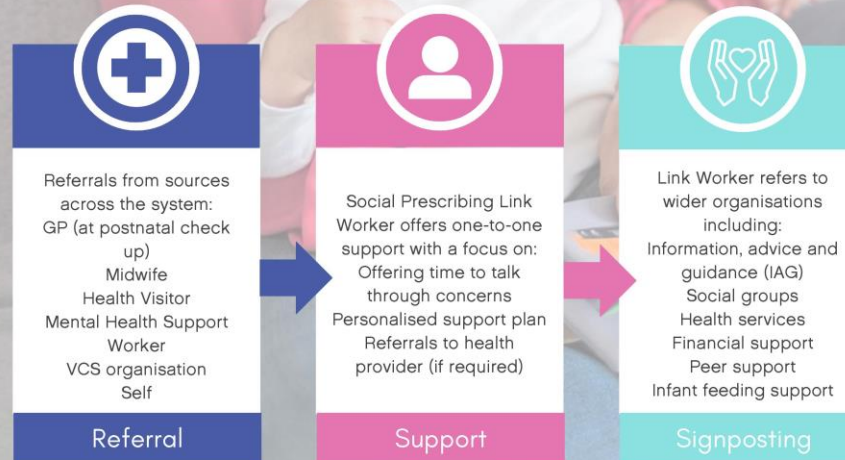 Referrals from sources
across the system:
GP (at postnatal check
up)
Midwife
Health Visitor
Mental Health Support
Worker
VCS organisation
Self
Referral
Social Prescribing Link
Worker offers one-to-one
support with a focus on:
Offering time to talk
through concerns
Personalised support plan
Referrals to health
provider (if required)
Support
Link Worker refers to
wider organisations
including:
Information, advice and
guidance (IAG)
Social groups
Health services
Financial support
Peer support
Infant feeding support
Signposting